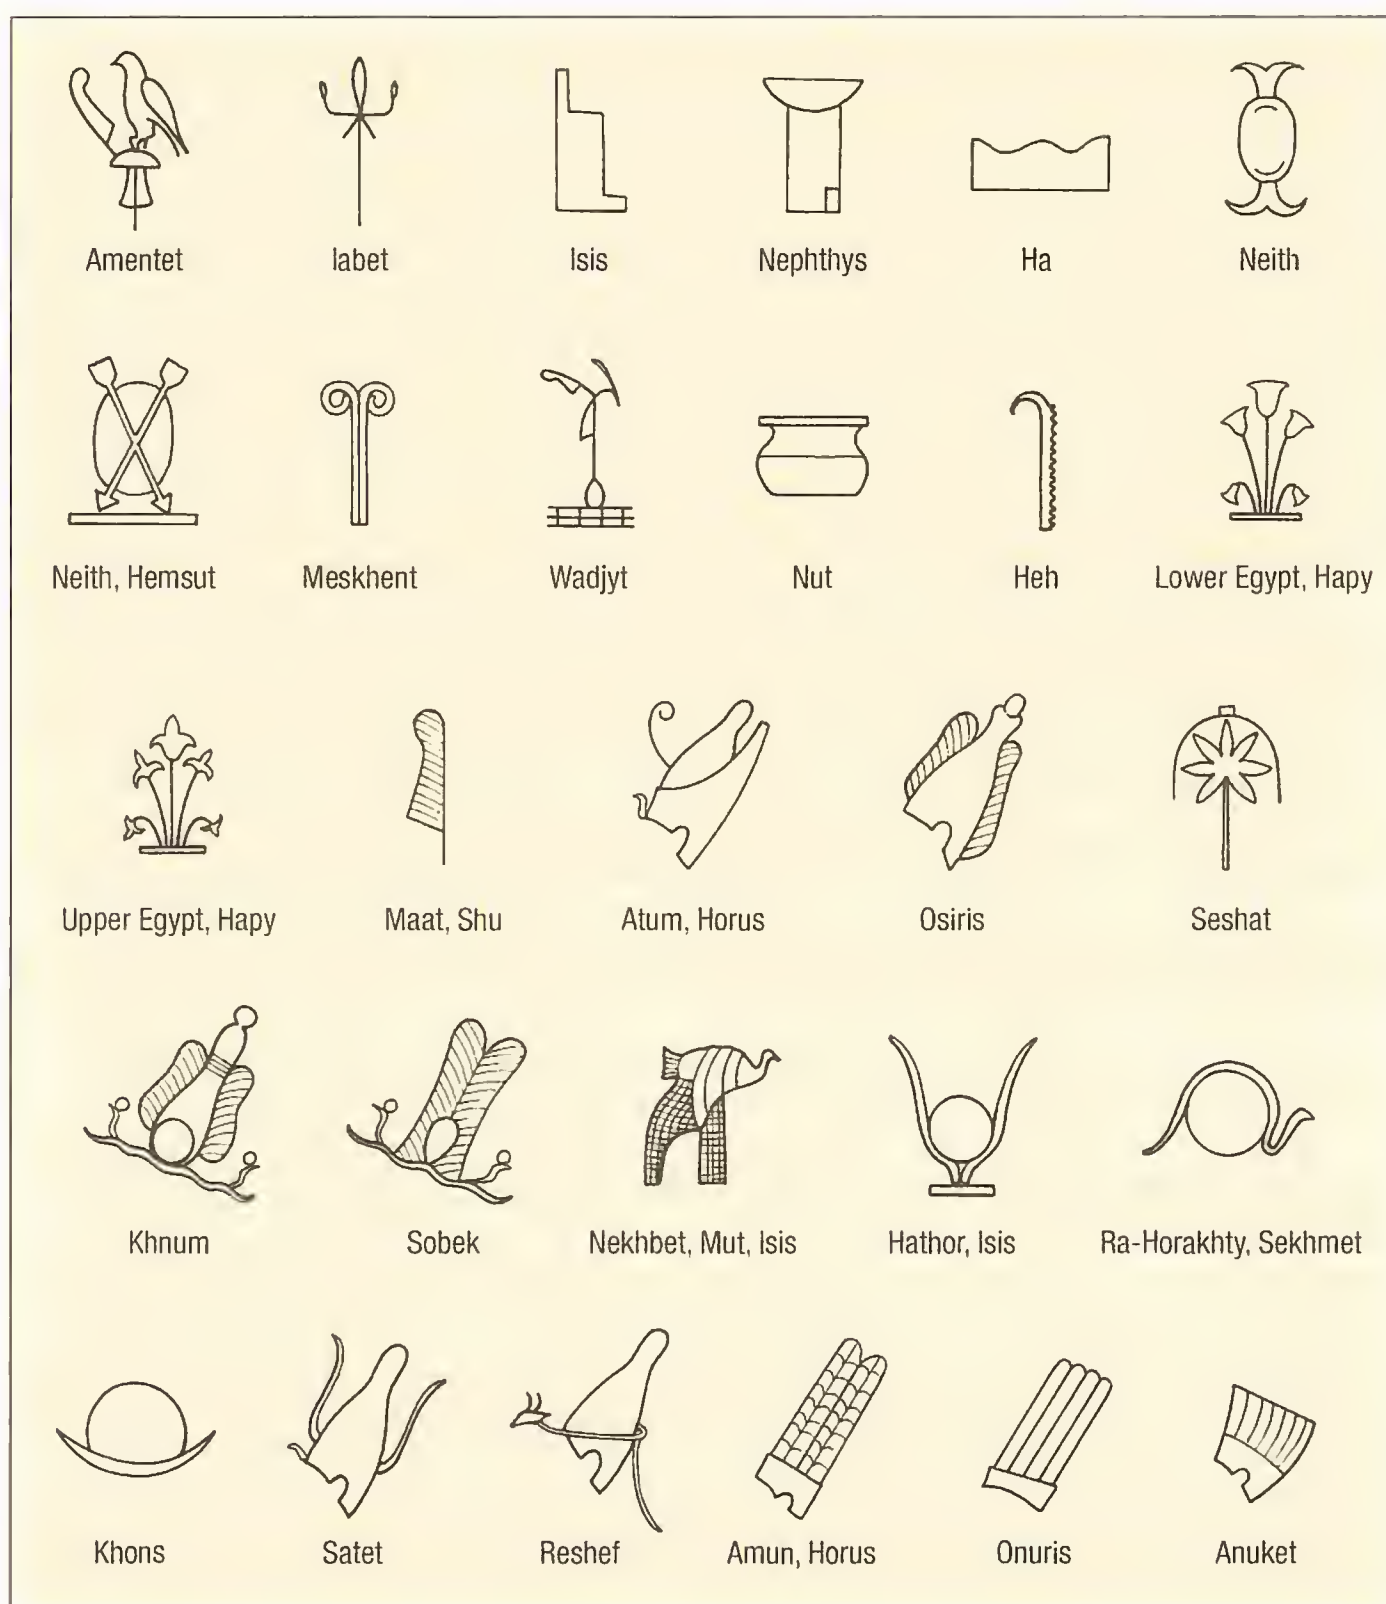 Amentet Iabet Isis Nephthys Ha Neith
Neith, Hemsut Meskhent Wadjyt Nut Heh Lower Egypt, Hapy
Upper Egypt, Hapy Maat, Shu Atum, Horus Osiris Seshat
Khnum Sobek Nekhbet, Mut, Isis Hathor, Isis Ra-Horakhty, Sekhmet
Khons Satet Reshef Amun, Horus Onuris Anuket